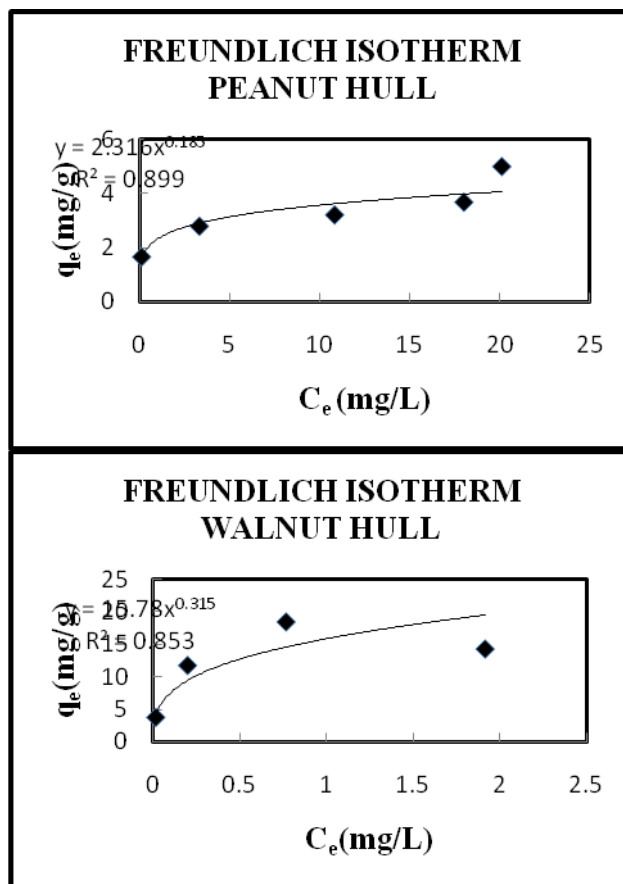 FREUNDLICH ISOTHERM
PEANUT HULL
6
y = 2.316x^0.185
R² = 0.899
4
2
0
qₑ(mg/g)
0 5 10 15 20 25
Cₑ (mg/L)
FREUNDLICH ISOTHERM
WALNUT HULL
25
20
y = 15.78x^0.315
15
R² = 0.853
10
5
0
qₑ(mg/g)
0 0.5 1 1.5 2 2.5
Cₑ(mg/L)